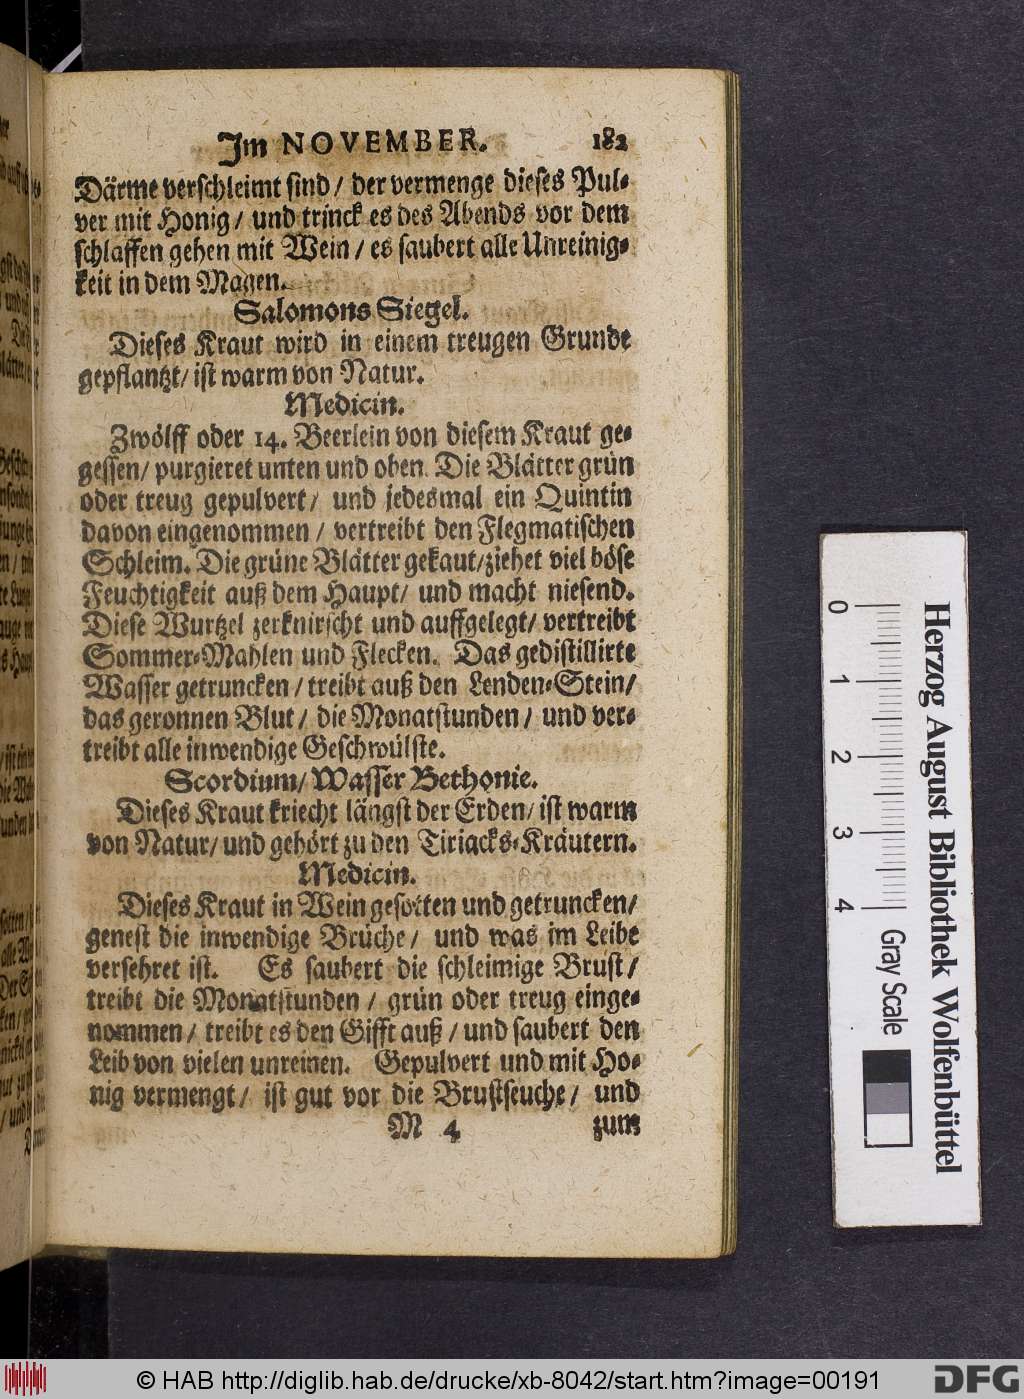 Im NOVEMBER. 182
Därme verschleimt sind / der vermenge dieses Pul-
ver mit Honig / und trinck es des Abends vor dem
schlaffen gehen mit Wein / es saubert alle Unreinig-
keit in dem Magen.
Salomons Siegel.
Dieses Kraut wird in einem treugen Grunde
gepflantzt / ist warm von Natur.
Medicin.
Zwölff oder 14. Beerlein von diesem Kraut ge-
gessen / purgieret unten und oben. Die Blätter grün
oder treug gepulvert / und jedesmal ein Quintin
davon eingenommen / vertreibt den Flegmatischen
Schleim. Die grüne Blätter gekaut / ziehet viel böse
Feuchtigkeit auß dem Haupt / und macht niesend.
Diese Wurtzel zerknirscht und auffgelegt / vertreibt
Sommer-Mahlen und Flecken. Das gedistillirte
Wasser getruncken / treibt auß den Lenden-Stein /
das geronnen Blut / die Monatstunden / und ver-
treibt alle inwendige Geschwülste.
Scordium / Wasser Bethonie.
Dieses Kraut kriecht längst der Erden / ist warm
von Natur / und gehört zu den Tiriacks-Kräutern.
Medicin.
Dieses Kraut in Wein gesotten und getruncken /
genest die inwendige Brüche / und was im Leibe
versehret ist. Es saubert die schleimige Brust /
treibt die Monatstunden / grün oder treug einge-
nommen / treibt es den Gifft auß / und saubert den
Leib von vielen unreinen. Gepulvert und mit Ho-
nig vermengt / ist gut vor die Brustseuche / und
M 4 zum
0 1 2 3 4
Gray Scale
Herzog August Bibliothek Wolfenbüttel
© HAB http://diglib.hab.de/drucke/xb-8042/start.htm?image=00191
DFG